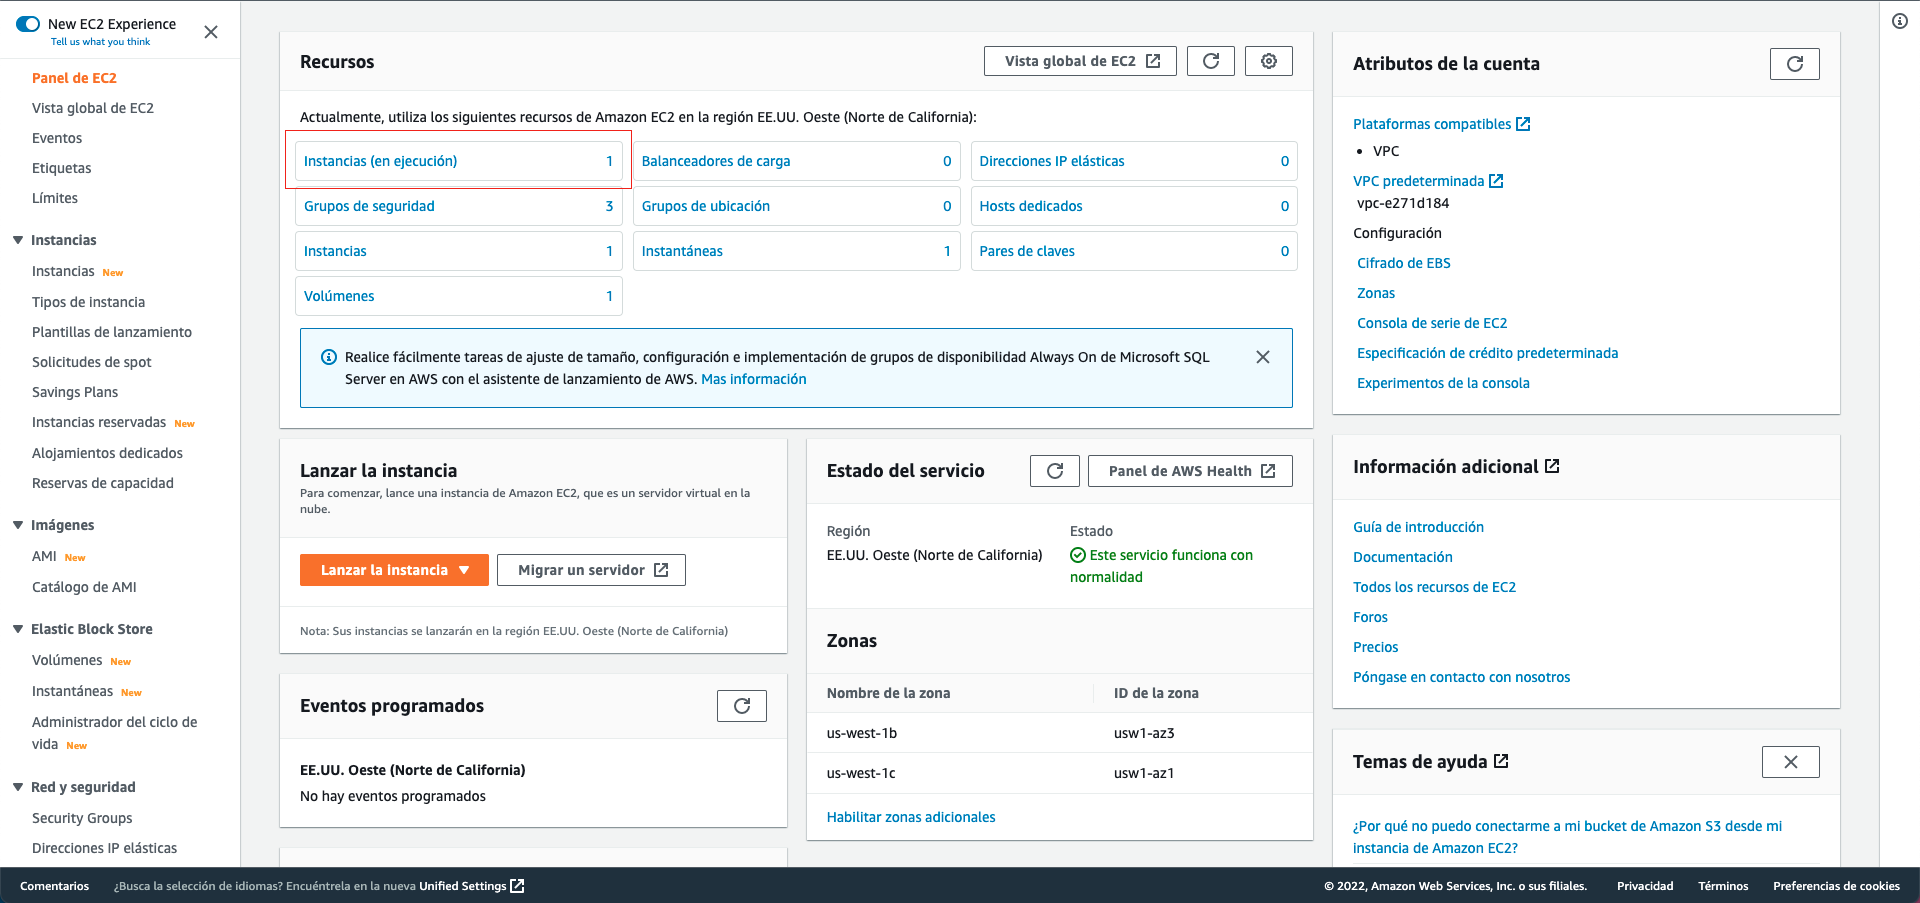 New EC2 Experience
Tell us what you think
Panel de EC2
Vista global de EC2
Eventos
Etiquetas
Límites
Instancias
Instancias New
Tipos de instancia
Plantillas de lanzamiento
Solicitudes de spot
Savings Plans
Instancias reservadas New
Alojamientos dedicados
Reservas de capacidad
Imágenes
AMI New
Catálogo de AMI
Elastic Block Store
Volúmenes New
Instantáneas New
Administrador del ciclo de
vida New
Red y seguridad
Security Groups
Direcciones IP elásticas
Recursos
Vista global de EC2
Actualmente, utiliza los siguientes recursos de Amazon EC2 en la región EE.UU. Oeste (Norte de California):
Instancias (en ejecución) 1
Balanceadores de carga 0
Direcciones IP elásticas 0
Grupos de seguridad 3
Grupos de ubicación 0
Hosts dedicados 0
Instancias 1
Instantáneas 1
Pares de claves 0
Volúmenes 1
Realice fácilmente tareas de ajuste de tamaño, configuración e implementación de grupos de disponibilidad Always On de Microsoft SQL
Server en AWS con el asistente de lanzamiento de AWS. Mas información
Lanzar la instancia
Para comenzar, lance una instancia de Amazon EC2, que es un servidor virtual en la
nube.
Lanzar la instancia
Migrar un servidor
Nota: Sus instancias se lanzarán en la región EE.UU. Oeste (Norte de California)
Eventos programados
EE.UU. Oeste (Norte de California)
No hay eventos programados
Estado del servicio
Panel de AWS Health
Región
Estado
EE.UU. Oeste (Norte de California)
Este servicio funciona con
normalidad
Zonas
Nombre de la zona
ID de la zona
us-west-1b
usw1-az3
us-west-1c
usw1-az1
Habilitar zonas adicionales
Atributos de la cuenta
Plataformas compatibles
• VPC
VPC predeterminada
vpc-e271d184
Configuración
Cifrado de EBS
Zonas
Consola de serie de EC2
Especificación de crédito predeterminada
Experimentos de la consola
Información adicional
Guía de introducción
Documentación
Todos los recursos de EC2
Foros
Precios
Póngase en contacto con nosotros
Temas de ayuda
¿Por qué no puedo conectarme a mi bucket de Amazon S3 desde mi
instancia de Amazon EC2?
Comentarios
¿Busca la selección de idiomas? Encuéntrela en la nueva Unified Settings
© 2022, Amazon Web Services, Inc. o sus filiales.
Privacidad
Términos
Preferencias de cookies